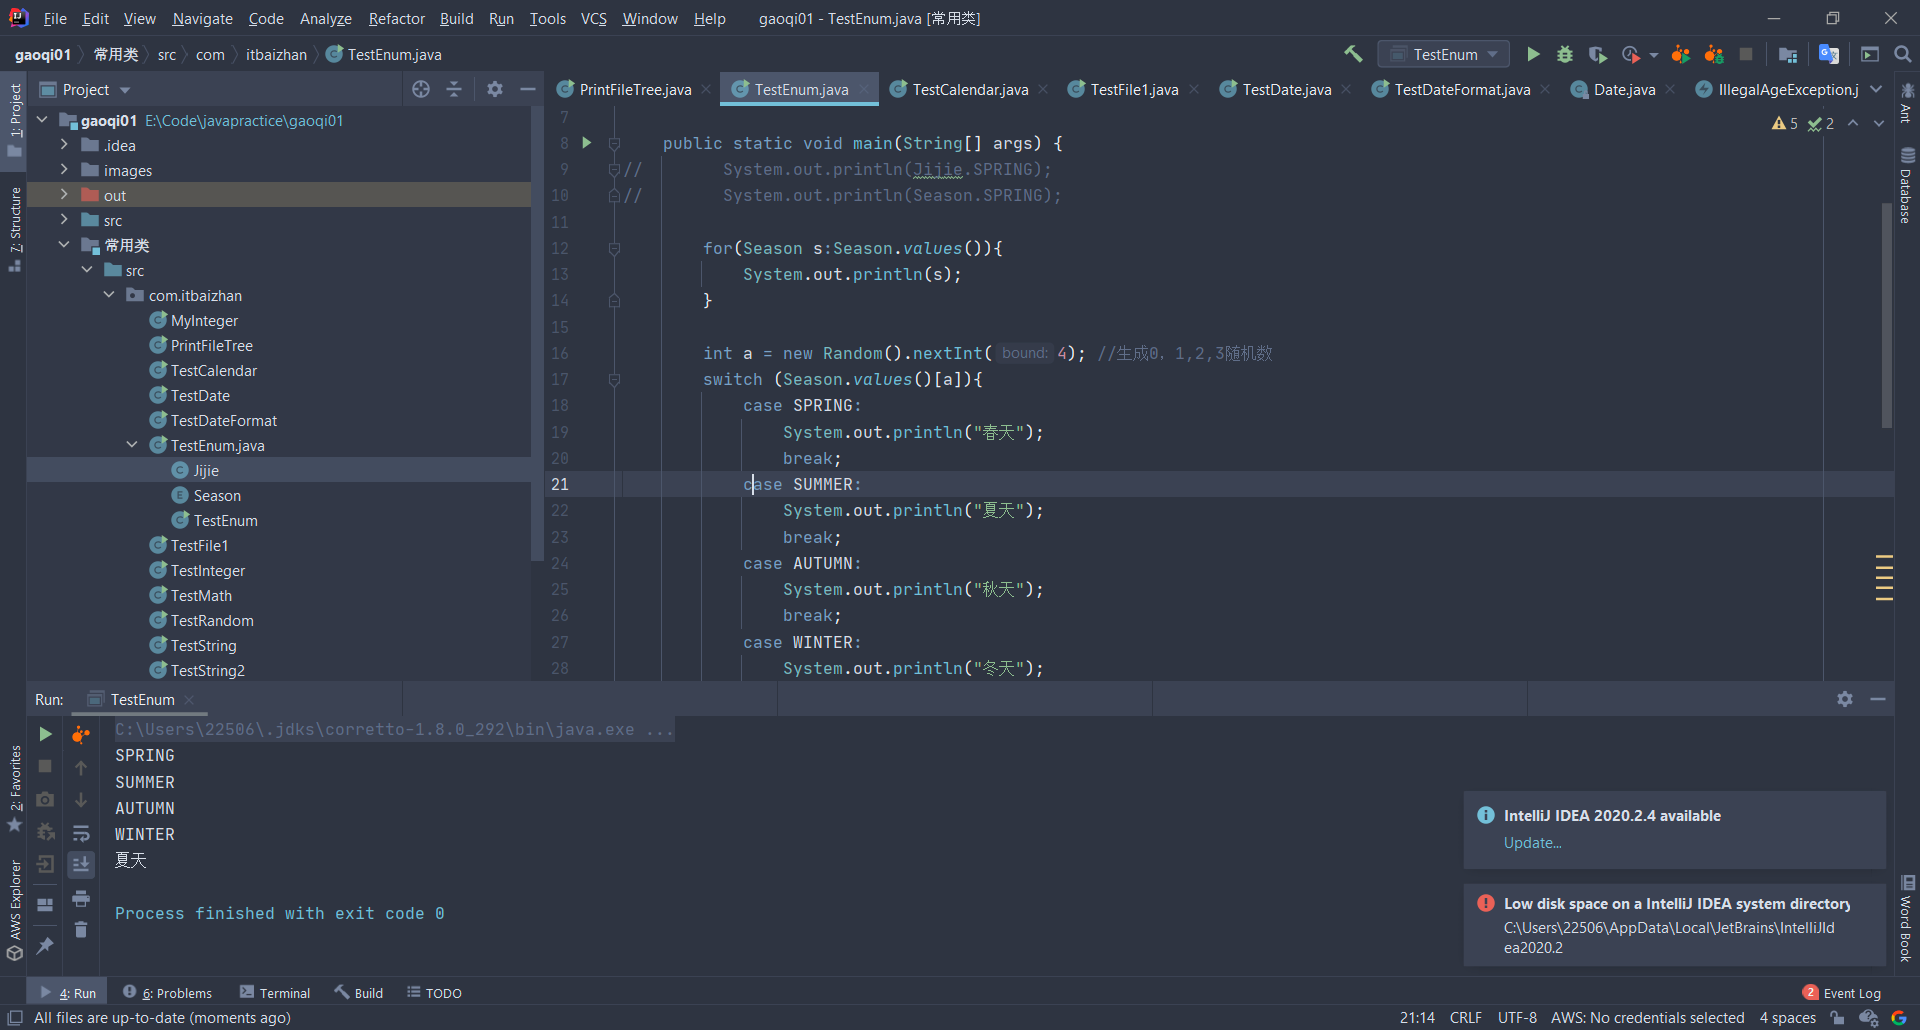 File Edit View Navigate Code Analyze Refactor Build Run Tools VCS Window Help gaoqi01 - TestEnum.java [常用类]
gaoqi01 常用类 src com itbaizhan TestEnum.java TestEnum
Project
PrintFileTree.java TestEnum.java TestCalendar.java TestFile1.java TestDate.java TestDateFormat.java Date.java IllegalAgeException.j
5 2
1: Project
7: Structure
2: Favorites
AWS Explorer
gaoqi01 E:\Code\javapractice\gaoqi01
.idea
images
out
src
常用类
src
com.itbaizhan
MyInteger
PrintFileTree
TestCalendar
TestDate
TestDateFormat
TestEnum.java
Jijie
Season
TestEnum
TestFile1
TestInteger
TestMath
TestRandom
TestString
TestString2
7
8 public static void main(String[] args) {
9 // System.out.println(Jijie.SPRING);
10 // System.out.println(Season.SPRING);
11
12 for(Season s:Season.values()){
13 System.out.println(s);
14 }
15
16 int a = new Random().nextInt( bound: 4); //生成0，1,2,3随机数
17 switch (Season.values()[a]){
18 case SPRING:
19 System.out.println("春天");
20 break;
21 case SUMMER:
22 System.out.println("夏天");
23 break;
24 case AUTUMN:
25 System.out.println("秋天");
26 break;
27 case WINTER:
28 System.out.println("冬天");
Ant
Database
Word Book
Run: TestEnum
C:\Users\22506\.jdks\corretto-1.8.0_292\bin\java.exe ...
SPRING
SUMMER
AUTUMN
WINTER
夏天
Process finished with exit code 0
IntelliJ IDEA 2020.2.4 available
Update...
Low disk space on a IntelliJ IDEA system directory
C:\Users\22506\AppData\Local\JetBrains\IntelliJId
ea2020.2
4: Run 6: Problems Terminal Build TODO 2 Event Log
All files are up-to-date (moments ago) 21:14 CRLF UTF-8 AWS: No credentials selected 4 spaces